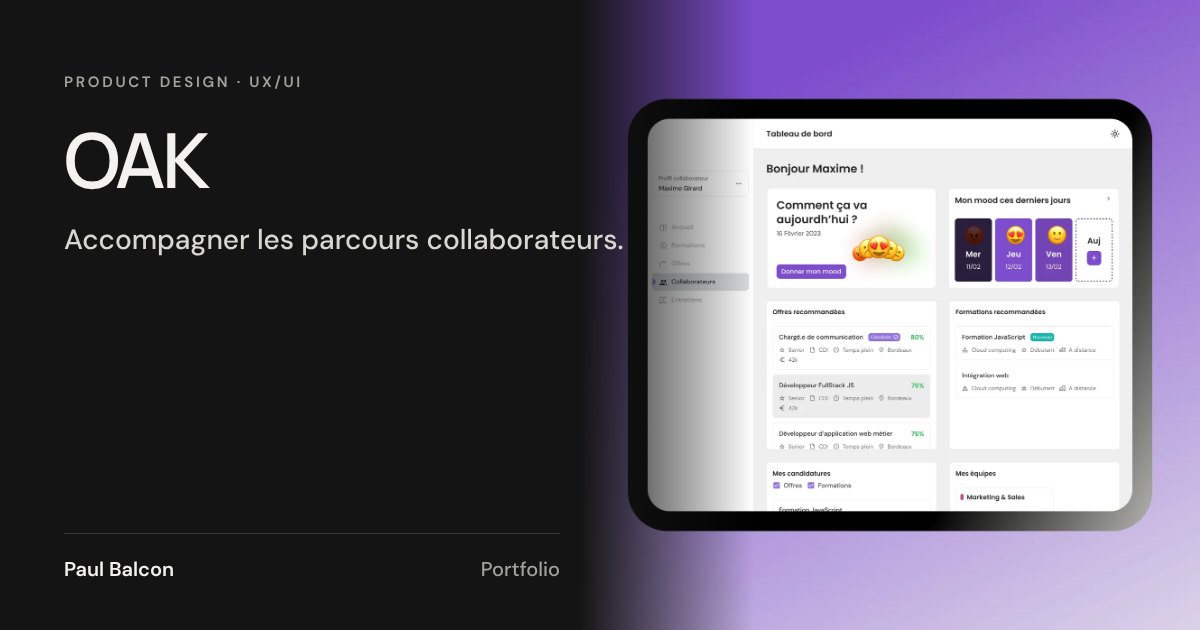 PRODUCT DESIGN · UX/UI
OAK
Accompagner les parcours collaborateurs.
Paul Balcon
Portfolio
Tableau de bord
Profil collaborateur
Maxime Girard
Accueil
Formations
Offres
Collaborateurs
Entretiens
Bonjour Maxime !
Comment ça va
aujourd'hui ?
16 Février 2023
Donner mon mood
Mon mood ces derniers jours
Mer
11/02
Jeu
12/02
Ven
13/02
Auj
+
Offres recommandées
Chargé.e de communication
80%
Senior CDI Temps plein Bordeaux
42k
Développeur FullStack JS
76%
Senior CDI Temps plein Bordeaux
42k
Développeur d'application web métier
75%
Senior CDI Temps plein Bordeaux
Formations recommandées
Formation JavaScript Nouveau
Cloud computing Débutant A distance
Intégration web
Cloud computing Débutant A distance
Mes candidatures
Offres Formations
Formation JavaScript
Mes équipes
Marketing & Sales